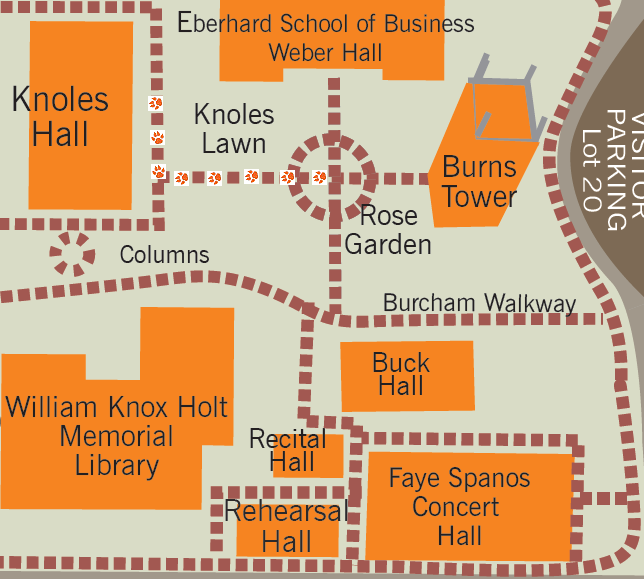 Eberhard School of Business
Weber Hall
Knoles
Hall
Knoles
Lawn
Burns
Tower
VISITOR
PARKING
Lot 20
Rose
Garden
Columns
Burcham Walkway
Buck
Hall
William Knox Holt
Memorial
Library
Recital
Hall
Faye Spanos
Concert
Hall
Rehearsal
Hall